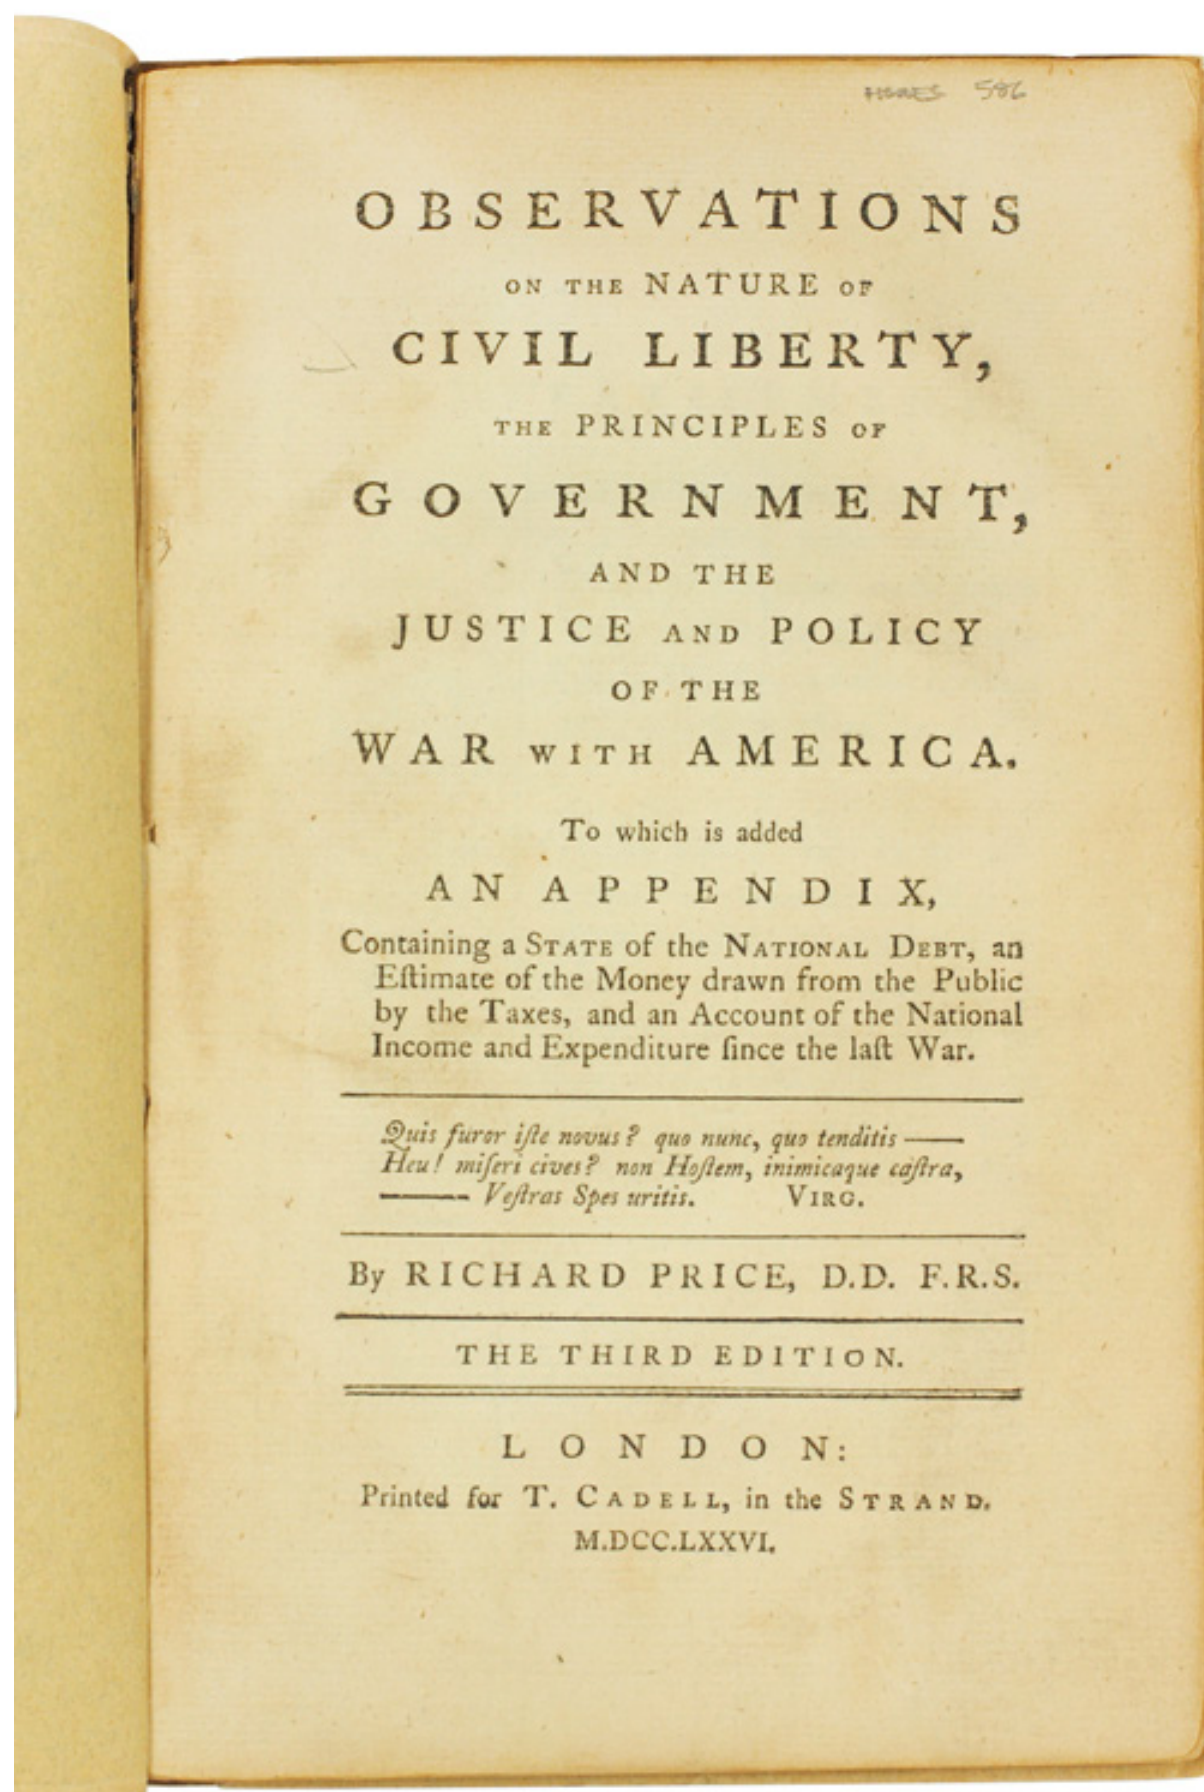 586
OBSERVATIONS
ON THE NATURE OF
CIVIL LIBERTY,
THE PRINCIPLES OF
GOVERNMENT,
AND THE
JUSTICE AND POLICY
OF THE
WAR WITH AMERICA.
To which is added
AN APPENDIX,
Containing a STATE of the NATIONAL DEBT, an
Eſtimate of the Money drawn from the Public
by the Taxes, and an Account of the National
Income and Expenditure ſince the laſt War.
Quis furor iſte novus? quo nunc, quo tenditis ——
Heu! miſeri cives? non Hoſtem, inimicaque caſtra,
—— Veſtras Spes uritis. VIRG.
By RICHARD PRICE, D.D. F.R.S.
THE THIRD EDITION.
LONDON:
Printed for T. CADELL, in the STRAND.
M.DCC.LXXVI.